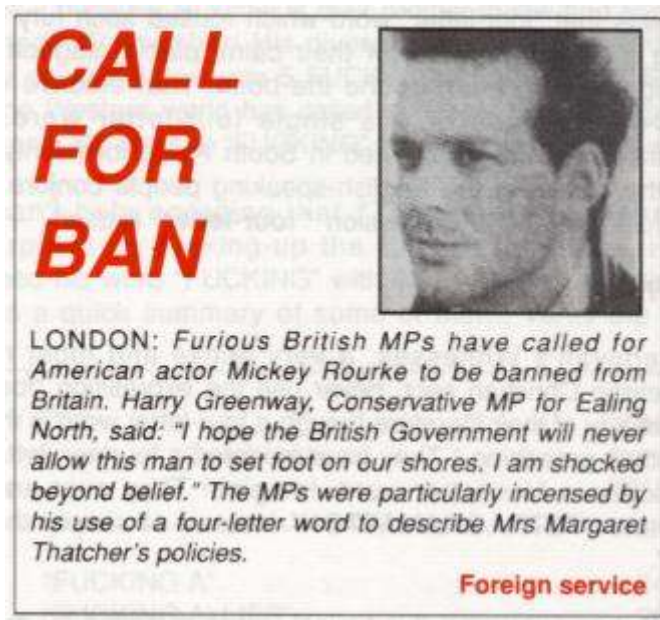 CALL
FOR
BAN
LONDON: Furious British MPs have called for
American actor Mickey Rourke to be banned from
Britain. Harry Greenway, Conservative MP for Ealing
North, said: "I hope the British Government will never
allow this man to set foot on our shores. I am shocked
beyond belief." The MPs were particularly incensed by
his use of a four-letter word to describe Mrs Margaret
Thatcher's policies.
Foreign service